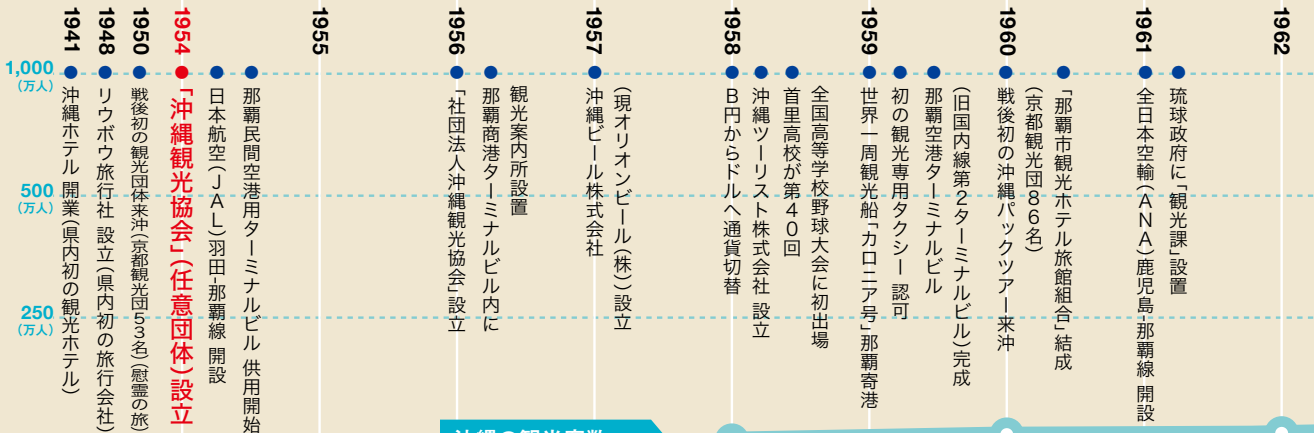 1941
1948
1950
1954
1955
1956
1957
1958
1959
1960
1961
1962
1,000
(万人)
500
(万人)
250
(万人)
沖縄ホテル 開業(県内初の観光ホテル)
リウボウ旅行社 設立(県内初の旅行会社)
戦後初の観光団体来沖(京都観光団53名)(慰霊の旅)
「沖縄観光協会」(任意団体)設立
日本航空(JAL)羽田-那覇線 開設
那覇民間空港用ターミナルビル 供用開始
「社団法人沖縄観光協会」設立
那覇商港ターミナルビル内に
観光案内所設置
沖縄ビール株式会社
(現オリオンビール(株))設立
B円からドルへ通貨切替
沖縄ツーリスト株式会社 設立
首里高校が第40回
全国高等学校野球大会に初出場
世界一周観光船「カロニア号」那覇寄港
初の観光専用タクシー 認可
那覇空港ターミナルビル
(旧国内線第2ターミナルビル)完成
戦後初の沖縄パックツアー来沖
(京都観光団86名)
「那覇市観光ホテル旅館組合」結成
全日本空輸(ANA)鹿児島-那覇線 開設
琉球政府に「観光課」設置
沖縄の観光客数